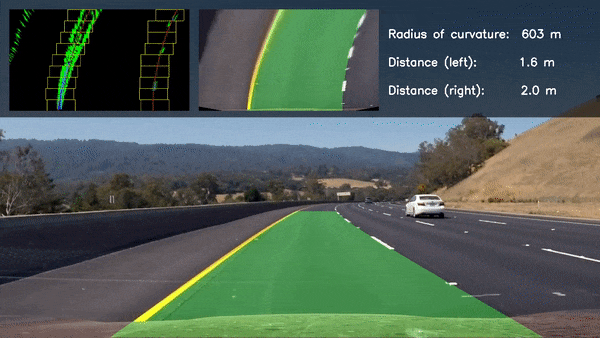 Radius of curvature: 603 m
Distance (left): 1.6 m
Distance (right): 2.0 m